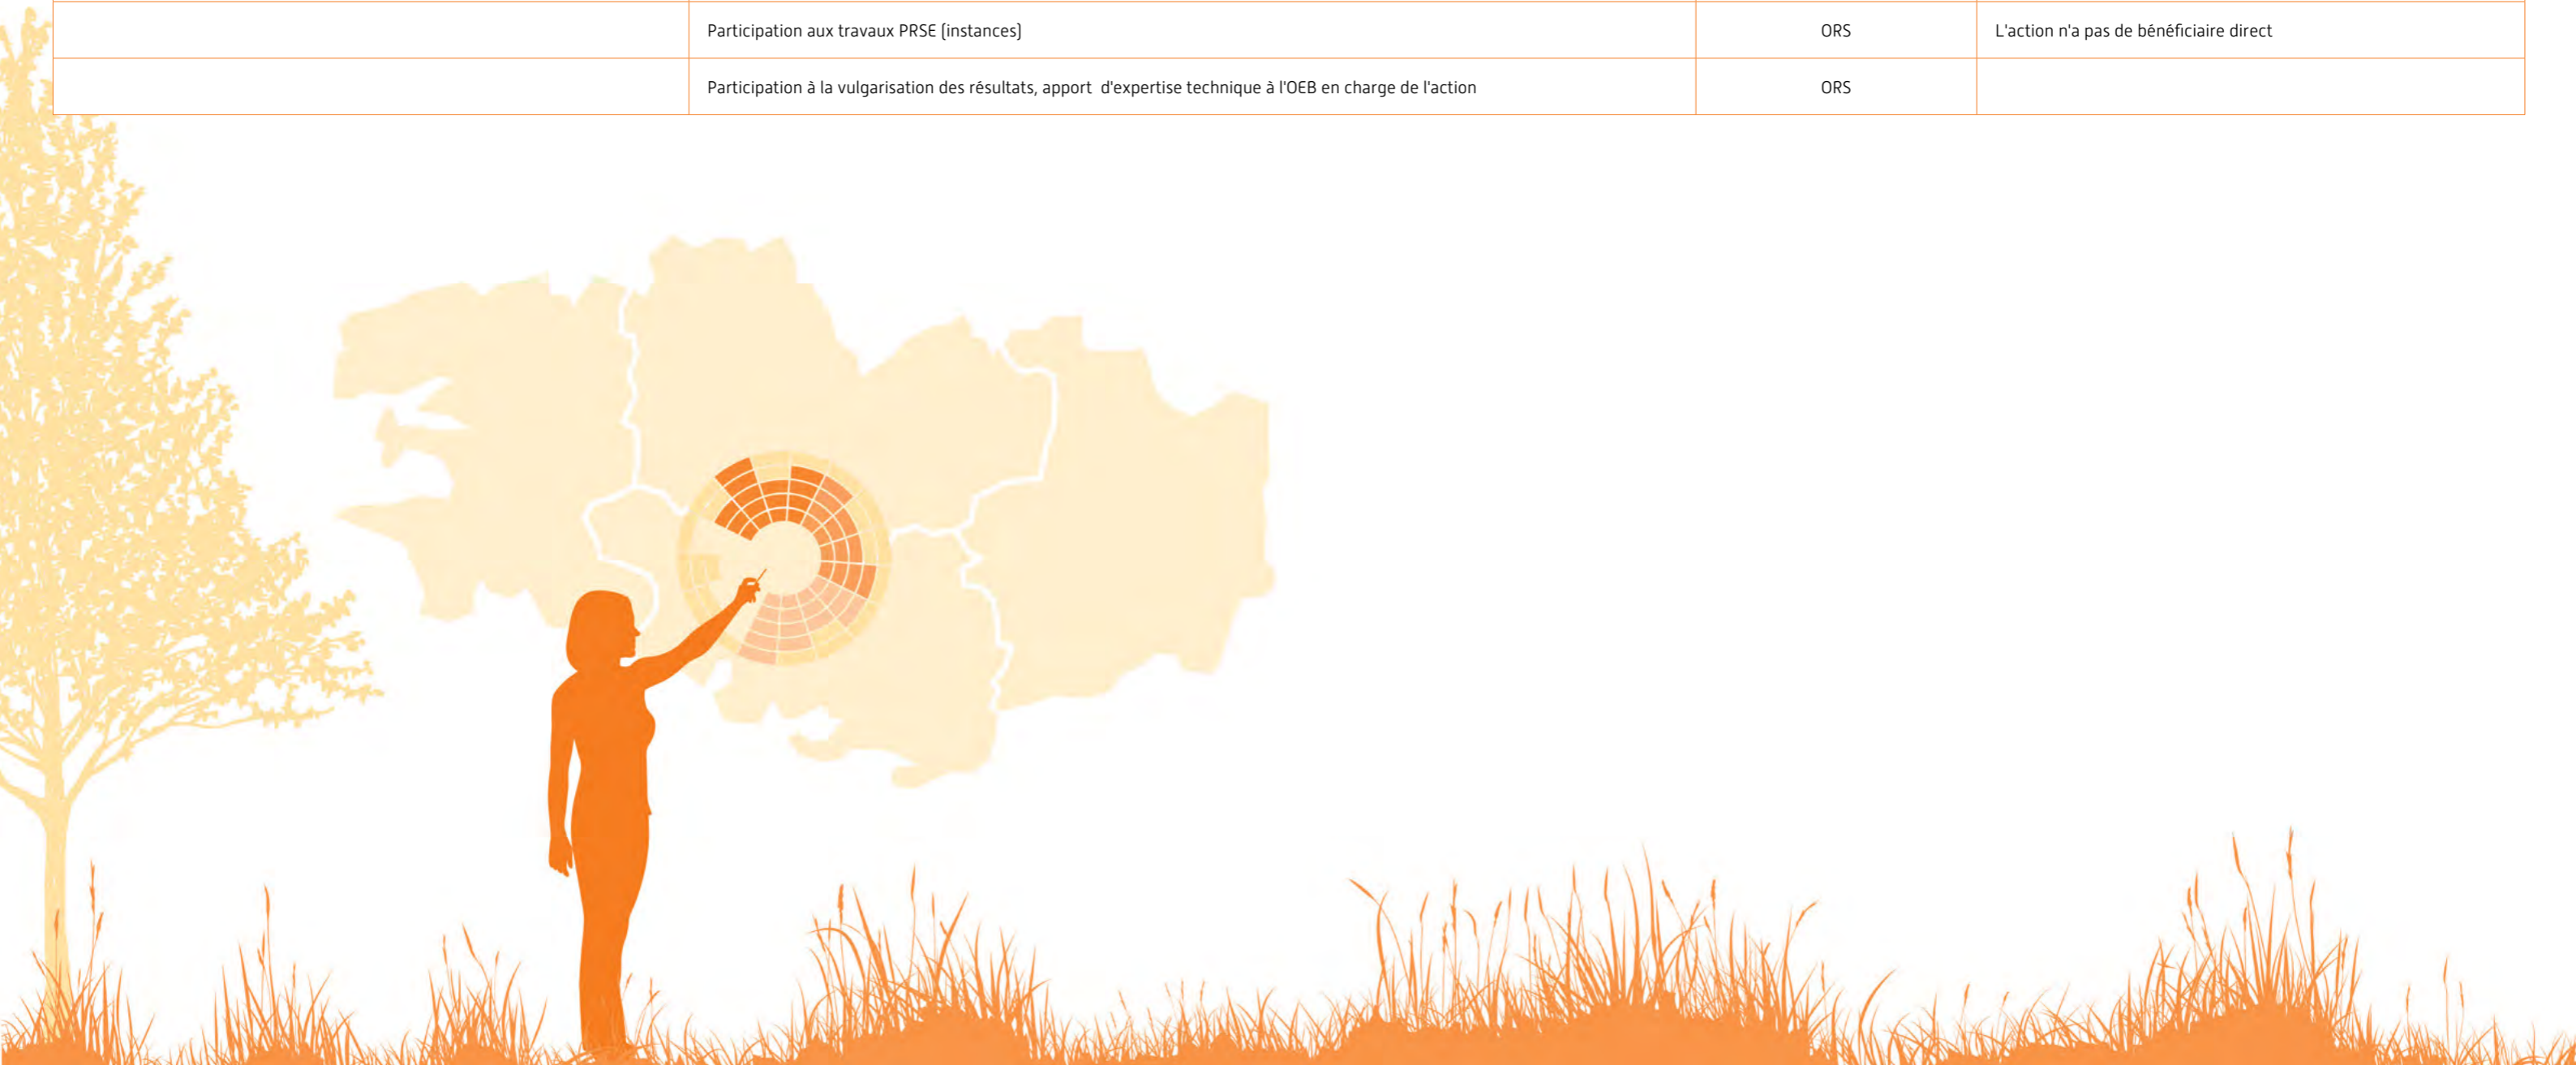 Participation aux travaux PRSE (instances) ORS L'action n'a pas de bénéficiaire direct
Participation à la vulgarisation des résultats, apport d'expertise technique à l'OEB en charge de l'action ORS